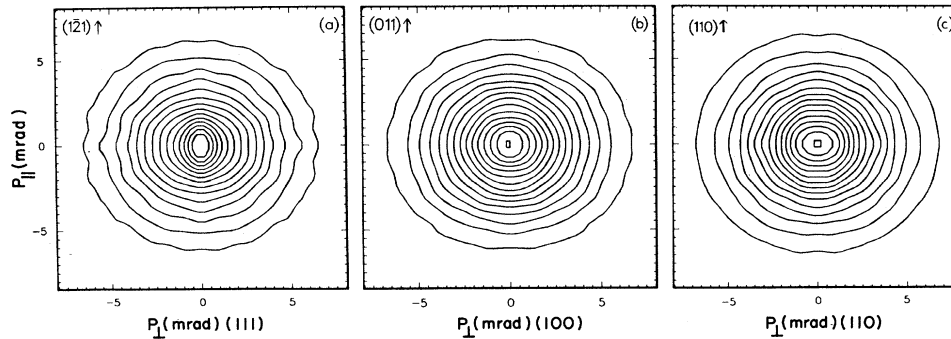 (11̄21)↑ (a) (011)↑ (b) (110)↑ (c)
5
0
-5
P∥(mrad)
-5 0 5 -5 0 5 -5 0 5
P⊥(mrad)(111) P⊥(mrad)(100) P⊥(mrad)(110)